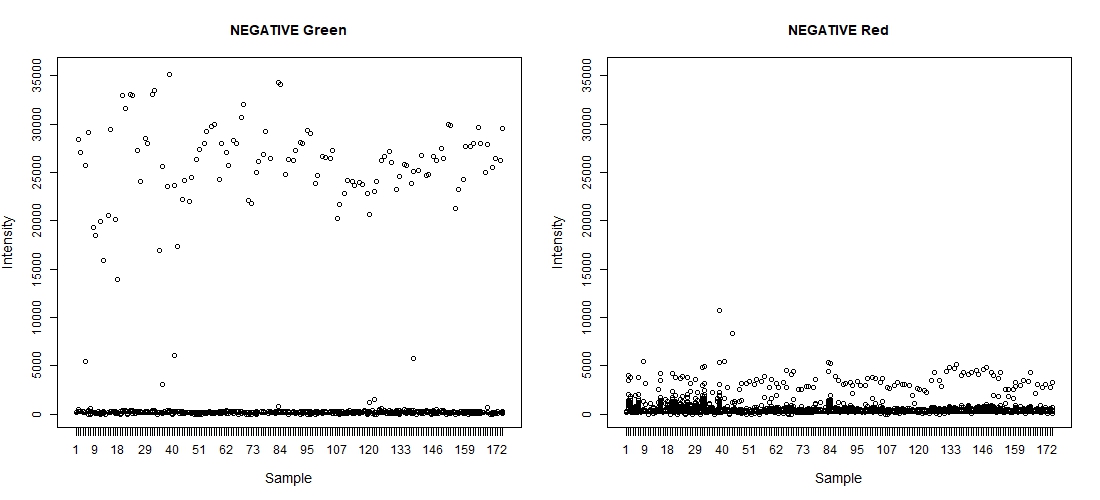 NEGATIVE Green
Intensity
35000
30000
25000
20000
15000
10000
5000
0
1 9 18 29 40 51 62 73 84 95 107 120 133 146 159 172
Sample
NEGATIVE Red
Intensity
35000
30000
25000
20000
15000
10000
5000
0
1 9 18 29 40 51 62 73 84 95 107 119 133 146 159 172
Sample